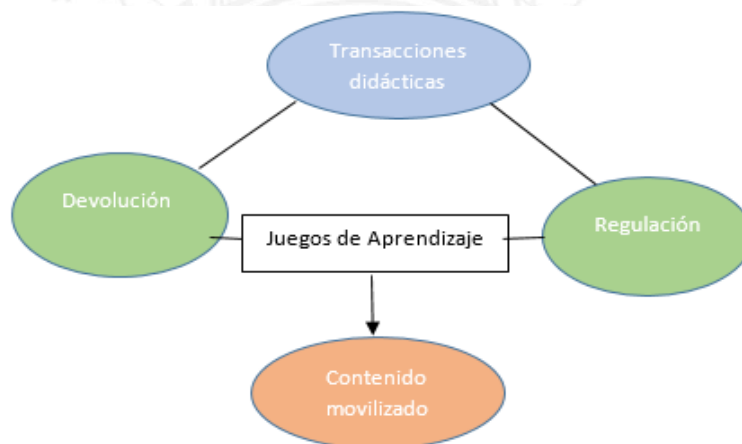 Transacciones
didácticas
Devolución
Juegos de Aprendizaje
Regulación
Contenido
movilizado